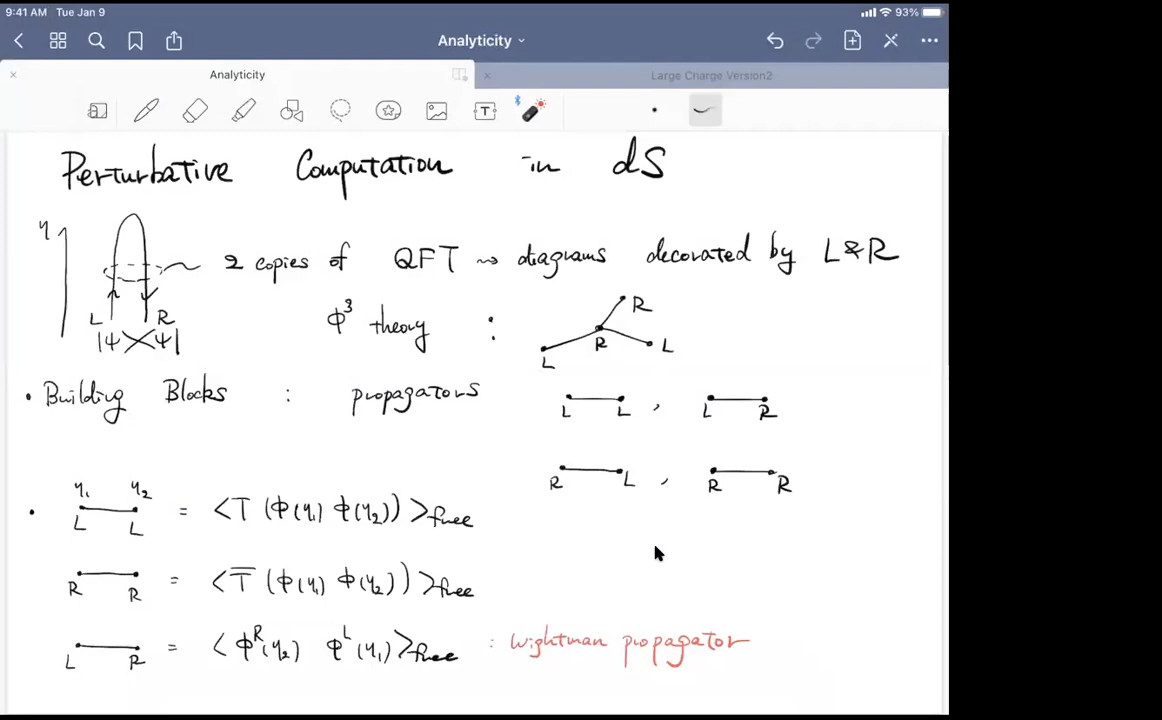 9:41 AM Tue Jan 9 93%
Analyticity
Analyticity Large Charge Version2
Perturbative Computation in dS
η
2 copies of QFT ⇝ diagrams decorated by L&R
L R
|Ψ⟩⟨Ψ|
Φ³ theory : L R R L
• Building Blocks : propagators L L , L R
R L , R R
• η₁ η₂ L L = <T (Φ(η₁) Φ(η₂))>free
R R = <T̅ (Φ(η₁) Φ(η₂))>free
L R = <Φᴿ(η₂) Φᴸ(η₁)>free : Wightman propagator